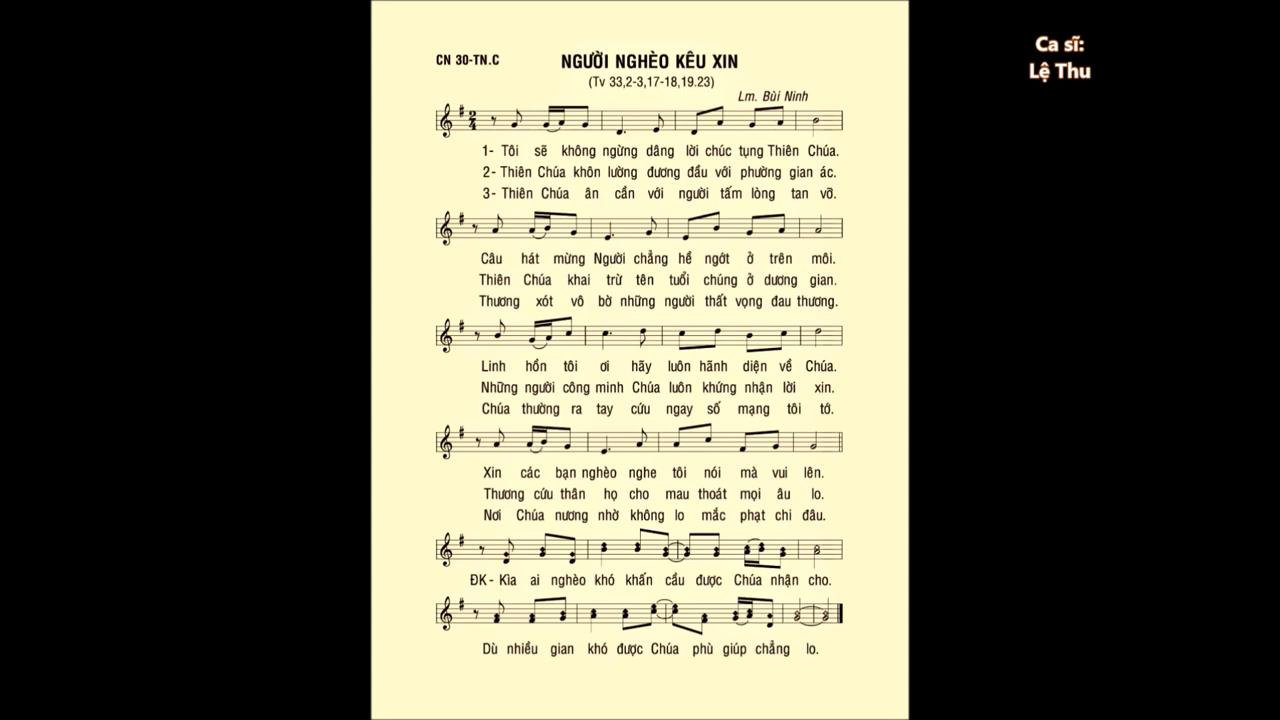 CN 30-TN.C
NGƯỜI NGHÈO KÊU XIN
(Tv 33,2-3,17-18,19.23)
Lm. Bùi Ninh
Ca sĩ:
Lệ Thu
2
4
1- Tôi sẽ không ngừng dâng lời chúc tụng Thiên Chúa.
2- Thiên Chúa khôn lường đương đầu với phường gian ác.
3- Thiên Chúa ân cần với người tấm lòng tan vỡ.
Câu hát mừng Người chẳng hề ngớt ở trên môi.
Thiên Chúa khai trừ tên tuổi chúng ở dương gian.
Thương xót vô bờ những người thất vọng đau thương.
Linh hồn tôi ơi hãy luôn hãnh diện về Chúa.
Những người công minh Chúa luôn khứng nhận lời xin.
Chúa thường ra tay cứu ngay số mạng tôi tớ.
Xin các bạn nghèo nghe tôi nói mà vui lên.
Thương cứu thân họ cho mau thoát mọi âu lo.
Nơi Chúa nương nhờ không lo mắc phạt chi đâu.
ĐK- Kìa ai nghèo khó khấn cầu được Chúa nhận cho.
Dù nhiều gian khó được Chúa phù giúp chẳng lo.